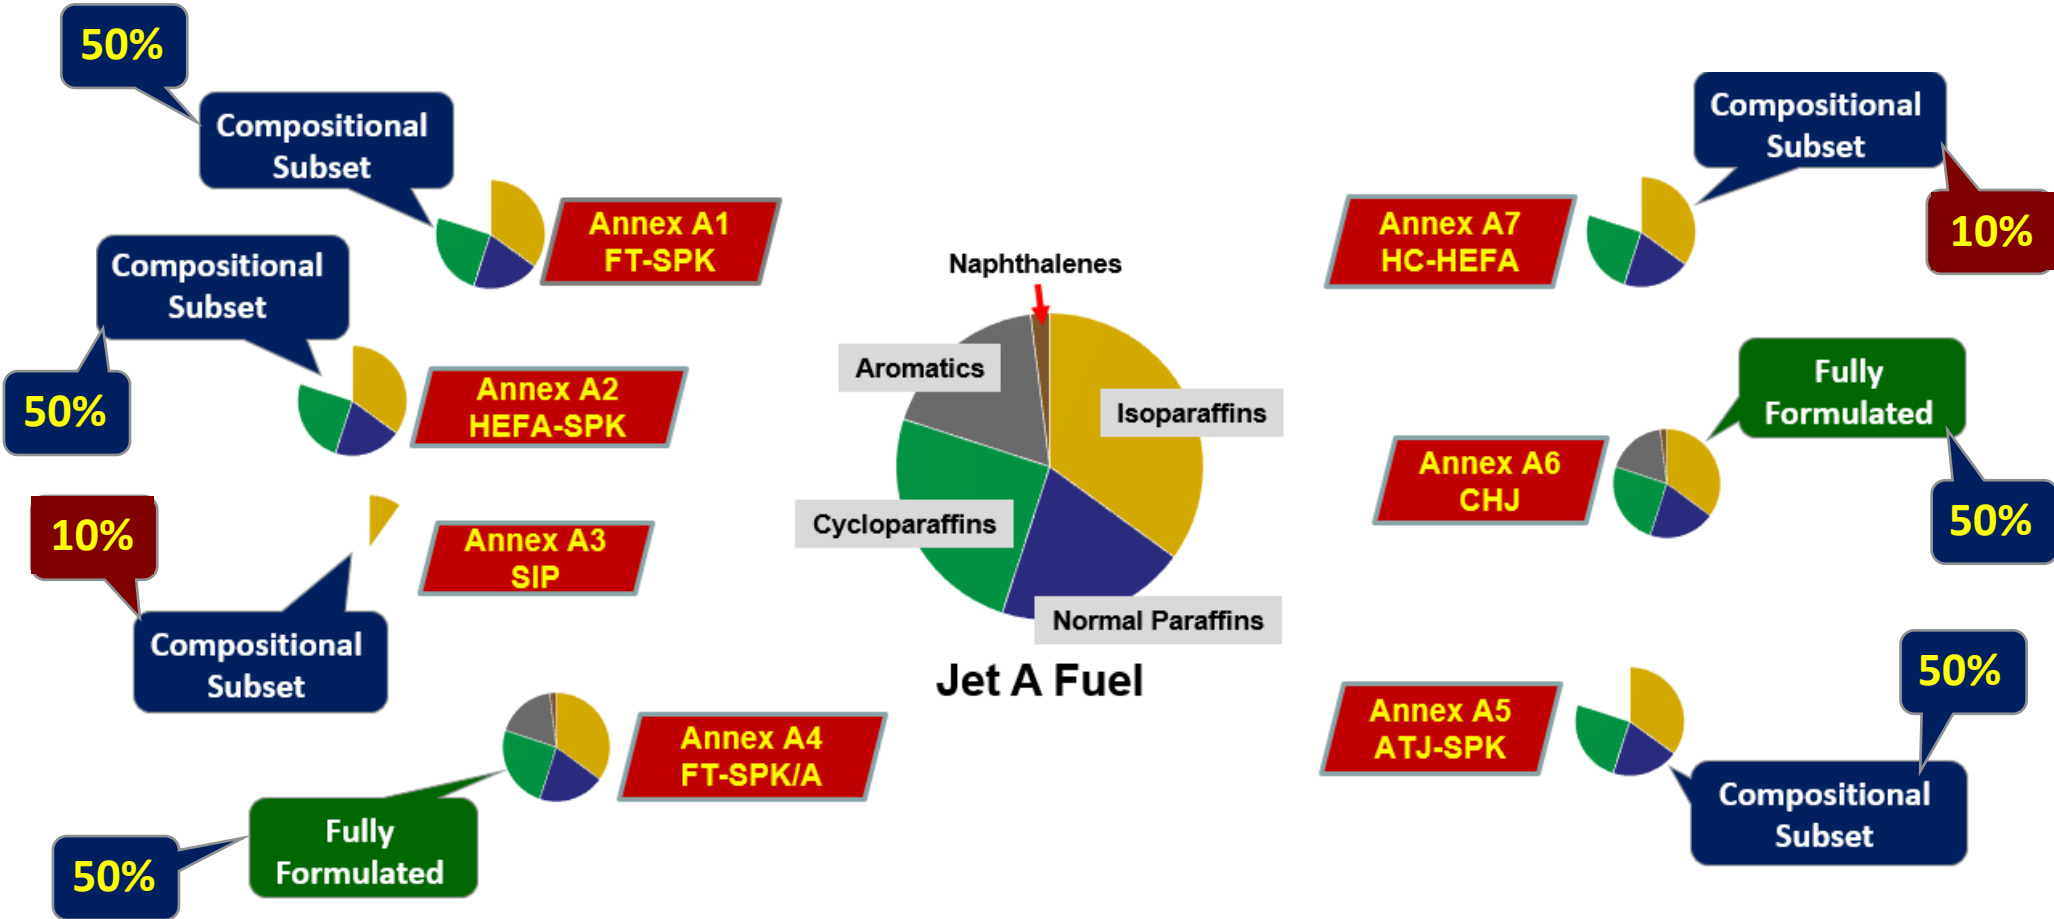 50%
Compositional
Subset
Annex A1
FT-SPK
Compositional
Subset
50%
Annex A2
HEFA-SPK
10%
Annex A3
SIP
Compositional
Subset
Annex A4
FT-SPK/A
Fully
Formulated
50%
Naphthalenes
Aromatics
Isoparaffins
Cycloparaffins
Normal Paraffins
Jet A Fuel
Compositional
Subset
10%
Annex A7
HC-HEFA
Fully
Formulated
Annex A6
CHJ
50%
50%
Annex A5
ATJ-SPK
Compositional
Subset